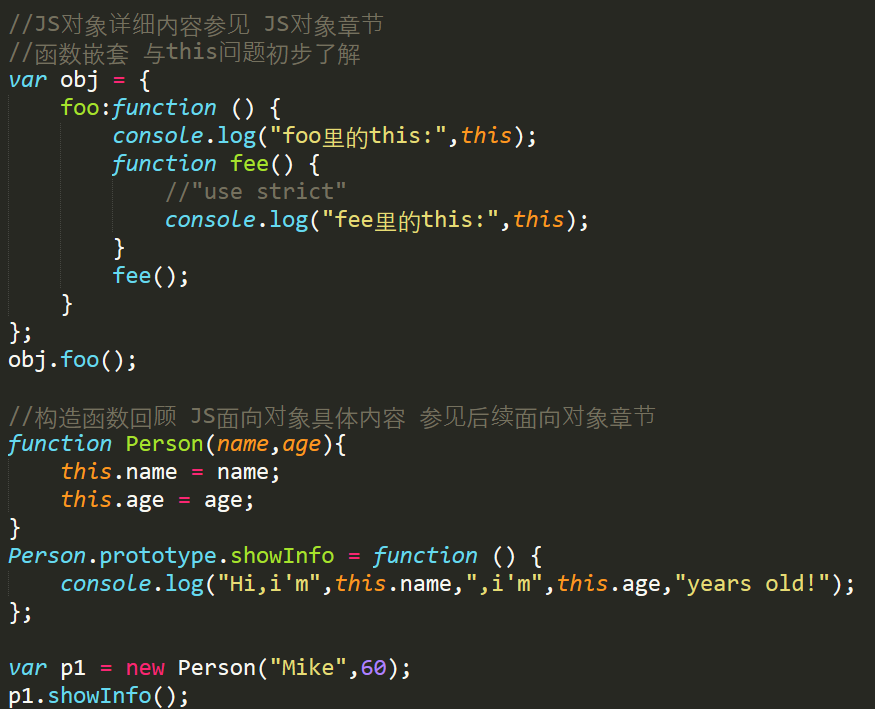 //JS对象详细内容参见 JS对象章节
//函数嵌套 与this问题初步了解
var obj = {
    foo:function () {
        console.log("foo里的this:",this);
        function fee() {
            //"use strict"
            console.log("fee里的this:",this);
        }
        fee();
    }
};
obj.foo();

//构造函数回顾 JS面向对象具体内容 参见后续面向对象章节
function Person(name,age){
    this.name = name;
    this.age = age;
}
Person.prototype.showInfo = function () {
    console.log("Hi,i'm",this.name,",i'm",this.age,"years old!");
};

var p1 = new Person("Mike",60);
p1.showInfo();